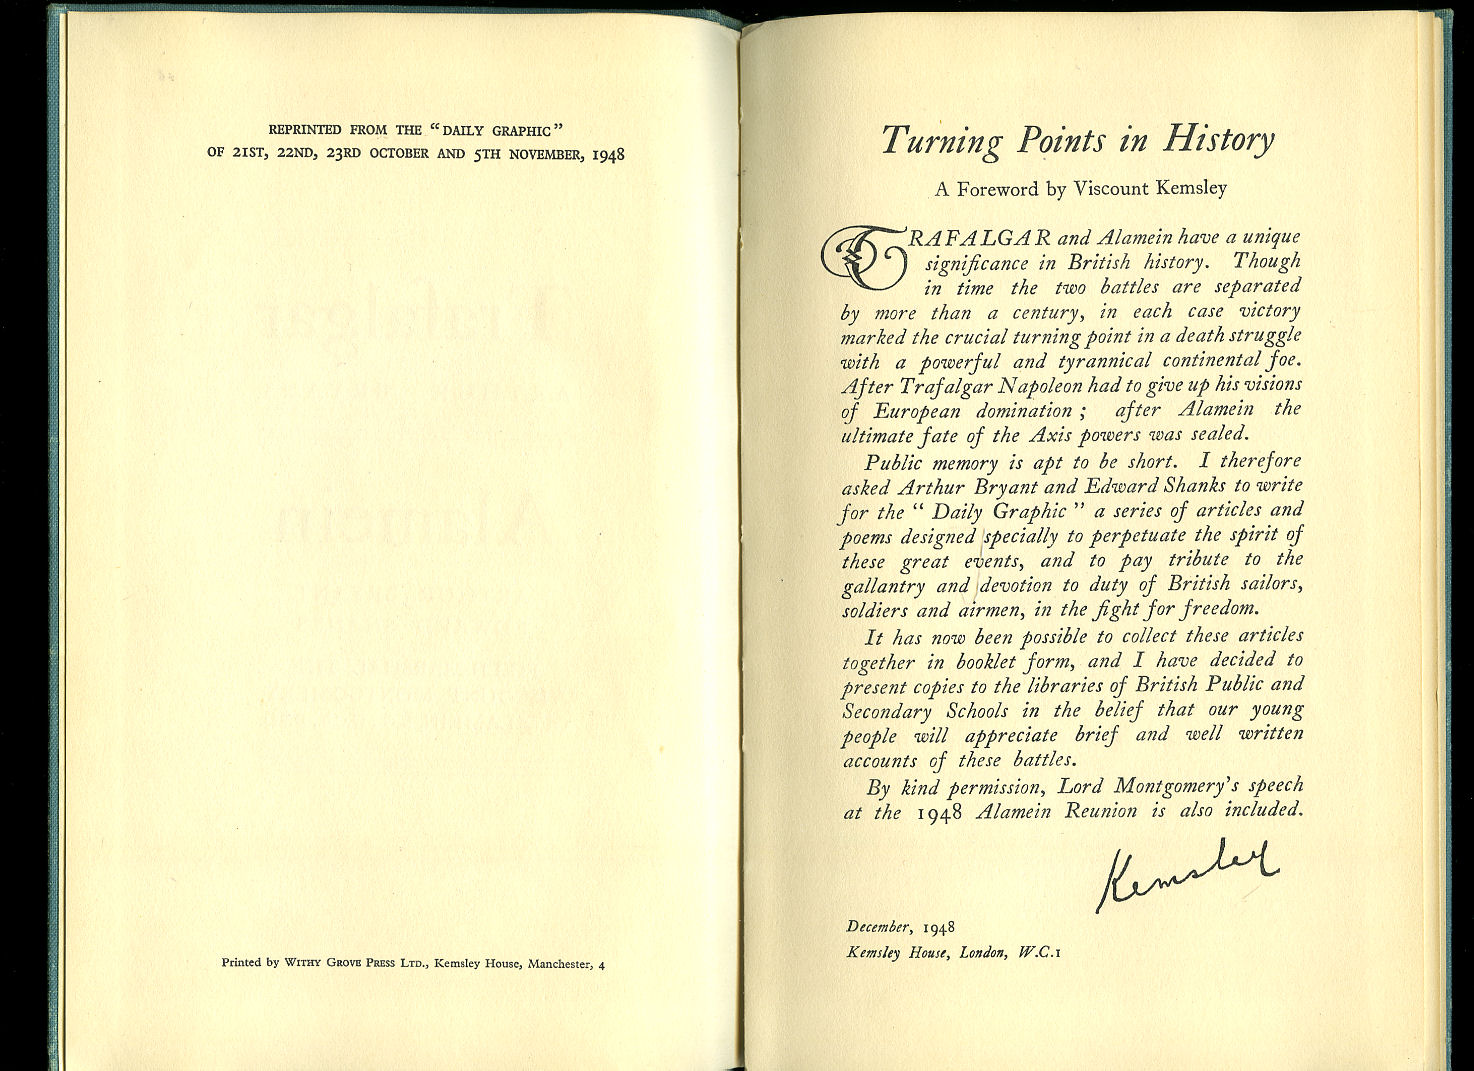 REPRINTED FROM THE “DAILY GRAPHIC”
OF 21ST, 22ND, 23RD OCTOBER AND 5TH NOVEMBER, 1948
Printed by WITHY GROVE PRESS LTD., Kemsley House, Manchester, 4
Turning Points in History
A Foreword by Viscount Kemsley
TRAFALGAR and Alamein have a unique
significance in British history. Though
in time the two battles are separated
by more than a century, in each case victory
marked the crucial turning point in a death struggle
with a powerful and tyrannical continental foe.
After Trafalgar Napoleon had to give up his visions
of European domination ; after Alamein the
ultimate fate of the Axis powers was sealed.
Public memory is apt to be short. I therefore
asked Arthur Bryant and Edward Shanks to write
for the “ Daily Graphic ” a series of articles and
poems designed specially to perpetuate the spirit of
these great events, and to pay tribute to the
gallantry and devotion to duty of British sailors,
soldiers and airmen, in the fight for freedom.
It has now been possible to collect these articles
together in booklet form, and I have decided to
present copies to the libraries of British Public and
Secondary Schools in the belief that our young
people will appreciate brief and well written
accounts of these battles.
By kind permission, Lord Montgomery's speech
at the 1948 Alamein Reunion is also included.
Kemsley
December, 1948
Kemsley House, London, W.C.1